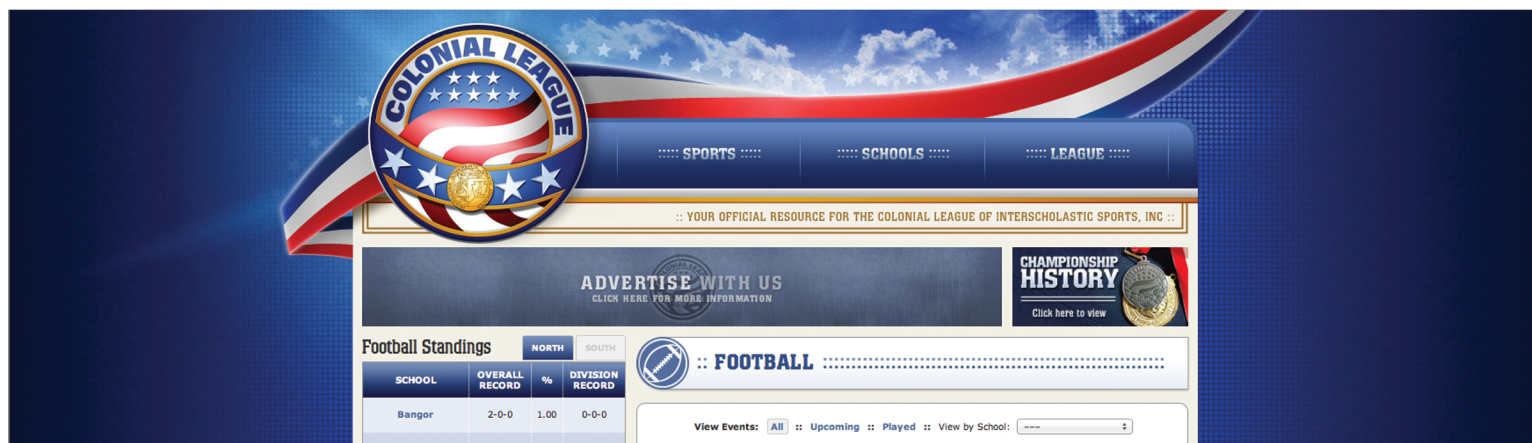 COLONIAL LEAGUE
::::: SPORTS :::::
::::: SCHOOLS :::::
::::: LEAGUE :::::
:: YOUR OFFICIAL RESOURCE FOR THE COLONIAL LEAGUE OF INTERSCHOLASTIC SPORTS, INC ::
ADVERTISE WITH US
CLICK HERE FOR MORE INFORMATION
CHAMPIONSHIP
HISTORY
Click here to view
Football Standings
NORTH
SOUTH
SCHOOL OVERALL RECORD % DIVISION RECORD
Bangor 2-0-0 1.00 0-0-0
:: FOOTBALL
View Events: All :: Upcoming :: Played :: View by School: ---